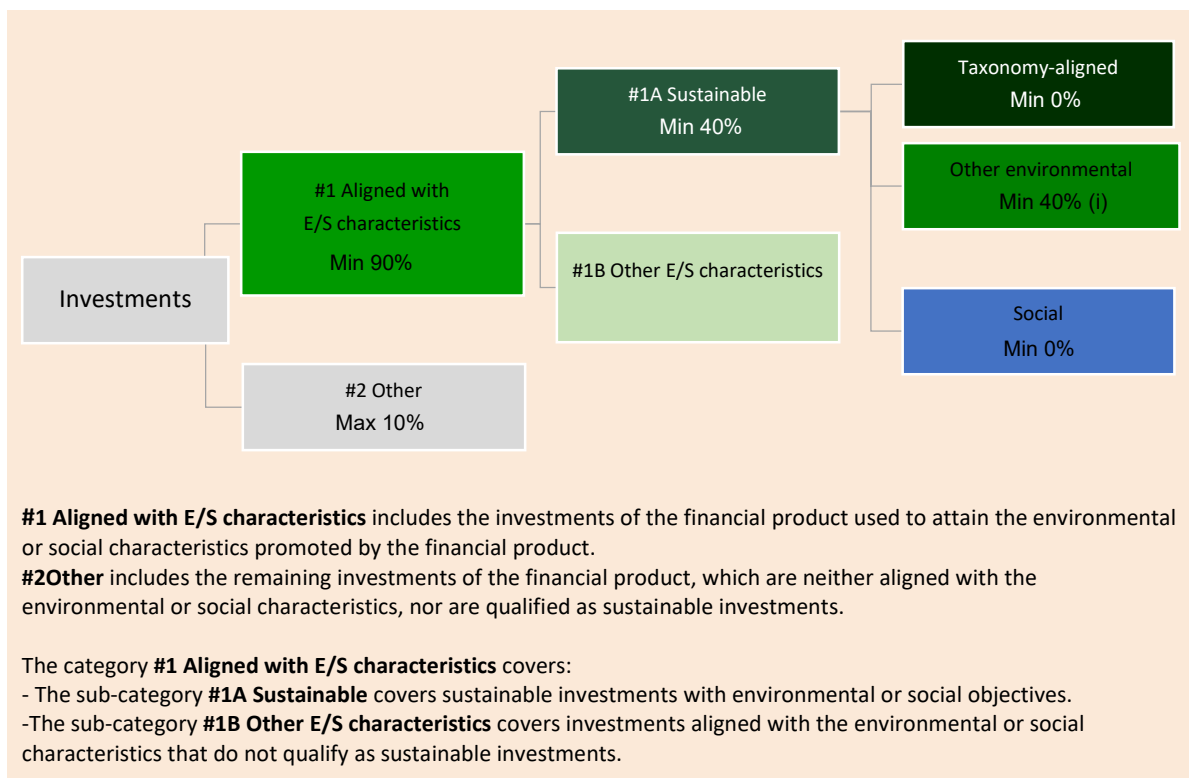 Investments
#1 Aligned with
E/S characteristics
Min 90%
#2 Other
Max 10%
#1A Sustainable
Min 40%
#1B Other E/S characteristics
Taxonomy-aligned
Min 0%
Other environmental
Min 40% (i)
Social
Min 0%
#1 Aligned with E/S characteristics includes the investments of the financial product used to attain the environmental
or social characteristics promoted by the financial product.
#2Other includes the remaining investments of the financial product, which are neither aligned with the
environmental or social characteristics, nor are qualified as sustainable investments.
The category #1 Aligned with E/S characteristics covers:
- The sub-category #1A Sustainable covers sustainable investments with environmental or social objectives.
-The sub-category #1B Other E/S characteristics covers investments aligned with the environmental or social
characteristics that do not qualify as sustainable investments.